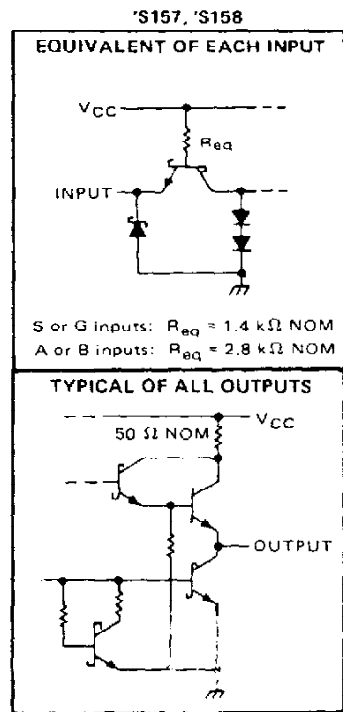 'S157, 'S158
EQUIVALENT OF EACH INPUT
VCC
Req
INPUT
S or G inputs: Req = 1.4 kΩ NOM
A or B inputs: Req = 2.8 kΩ NOM
TYPICAL OF ALL OUTPUTS
VCC
50 Ω NOM
OUTPUT